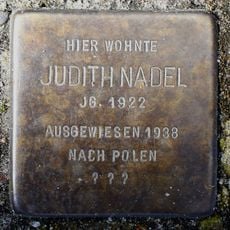 HIER WOHNTE
JUDITH NADEL
JG. 1922
AUSGEWIESEN 1938
NACH POLEN
? ? ?